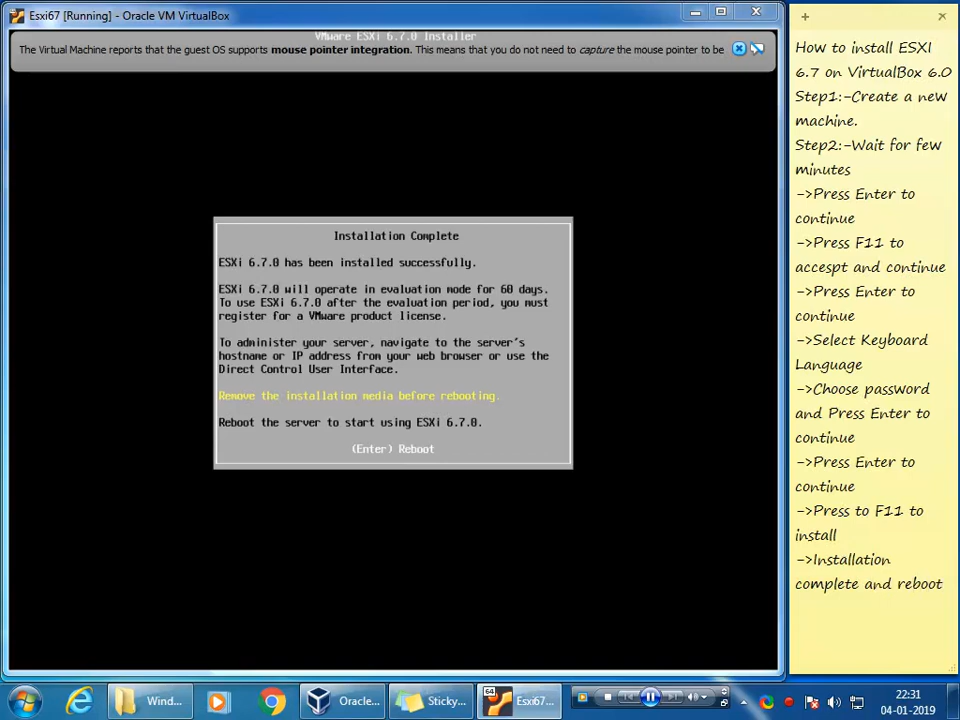 Esxi67 [Running] - Oracle VM VirtualBox
VMware ESXi 6.7.0 Installer
The Virtual Machine reports that the guest OS supports mouse pointer integration. This means that you do not need to capture the mouse pointer to be
Installation Complete
ESXi 6.7.0 has been installed successfully.
ESXi 6.7.0 will operate in evaluation mode for 60 days.
To use ESXi 6.7.0 after the evaluation period, you must
register for a VMware product license.
To administer your server, navigate to the server's
hostname or IP address from your web browser or use the
Direct Control User Interface.
Remove the installation media before rebooting.
Reboot the server to start using ESXi 6.7.0.
(Enter) Reboot
How to install ESXI
6.7 on VirtualBox 6.0
Step1:-Create a new
machine.
Step2:-Wait for few
minutes
->Press Enter to
continue
->Press F11 to
accespt and continue
->Press Enter to
continue
->Select Keyboard
Language
->Choose password
and Press Enter to
continue
->Press Enter to
continue
->Press to F11 to
install
->Installation
complete and reboot
Wind...
Oracle...
Sticky...
64
Esxi67...
22:31
04-01-2019